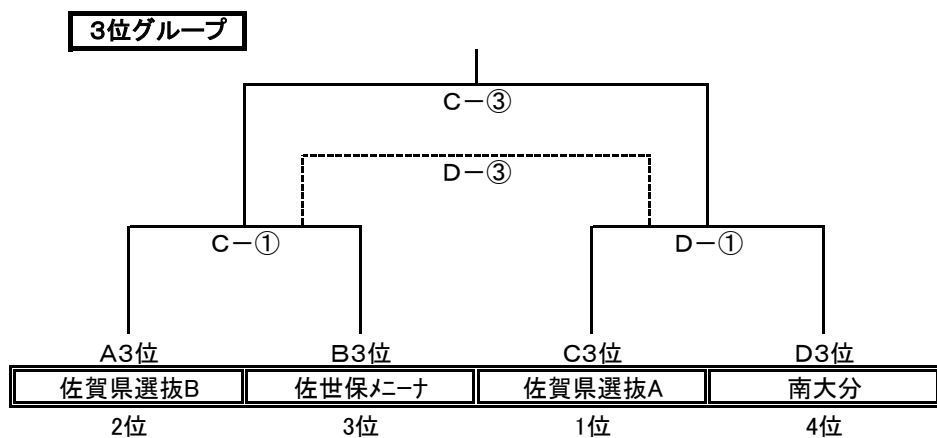 3位グループ
C－③
D－③
C－①
D－①
A3位 B3位 C3位 D3位
佐賀県選抜B 佐世保ﾒﾆｰﾅ 佐賀県選抜A 南大分
2位 3位 1位 4位